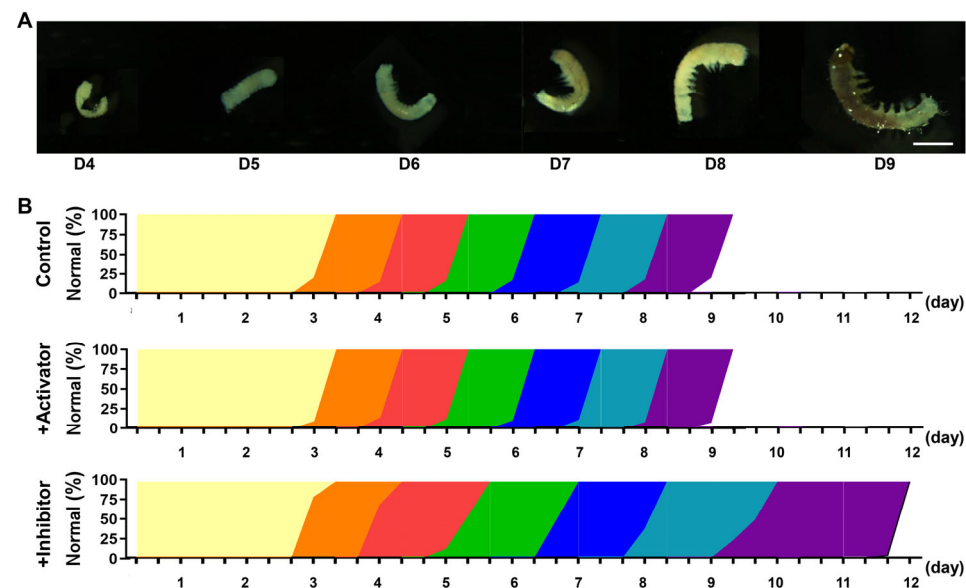 A
D4 D5 D6 D7 D8 D9
B
Control
Normal (%)
100
75
50
25
0
1 2 3 4 5 6 7 8 9 10 11 12
(day)
+Activator
Normal (%)
100
75
50
25
0
1 2 3 4 5 6 7 8 9 10 11 12
(day)
+Inhibitor
Normal (%)
100
75
50
25
0
1 2 3 4 5 6 7 8 9 10 11 12
(day)